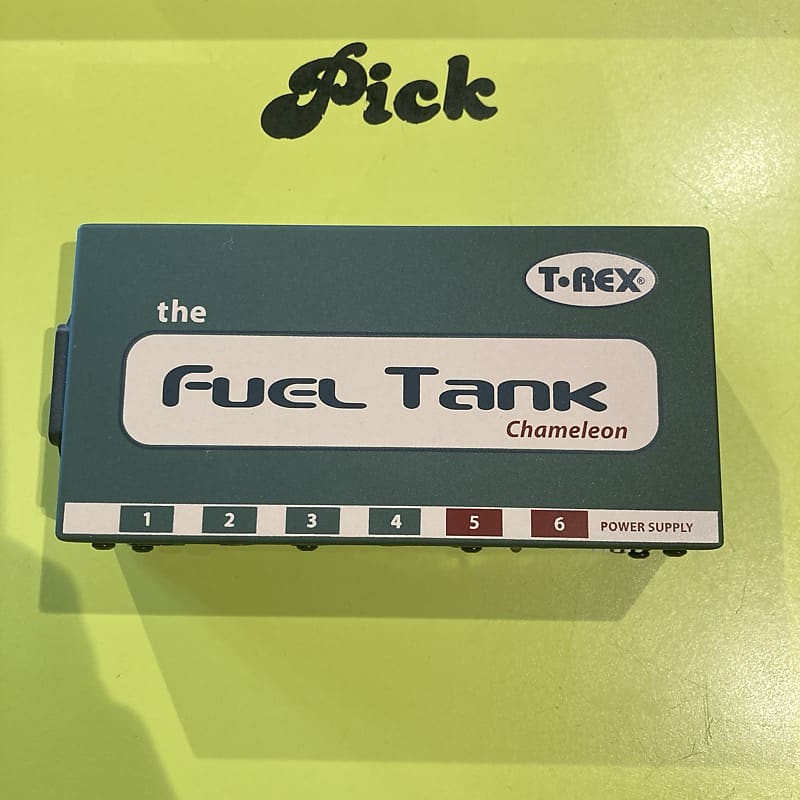 Pick
T•REX®
the
Fuel Tank
Chameleon
1 2 3 4 5 6 POWER SUPPLY